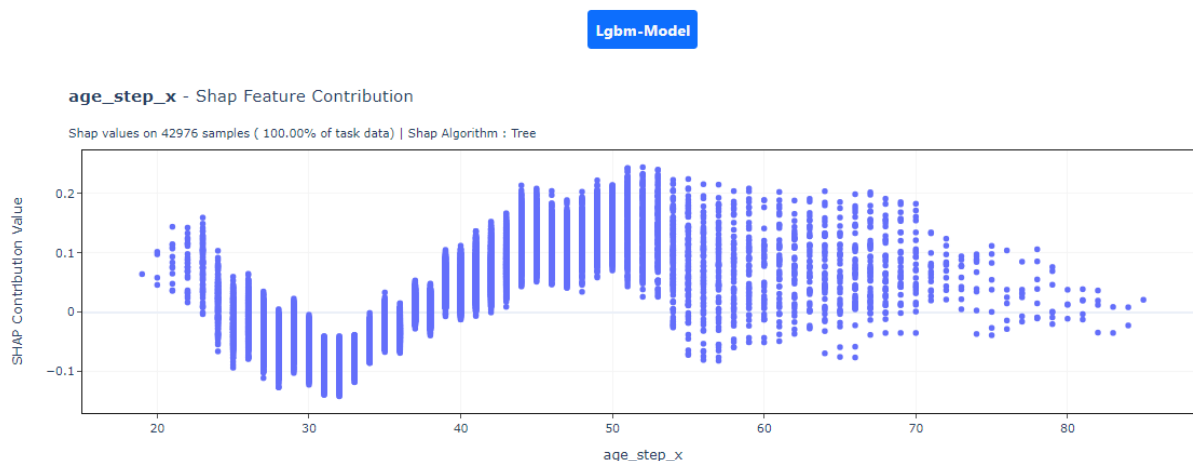 Lgbm-Model
age_step_x - Shap Feature Contribution
Shap values on 42976 samples ( 100.00% of task data) | Shap Algorithm : Tree
SHAP Contribution Value
0.2
0.1
0
−0.1
20 30 40 50 60 70 80
age_step_x